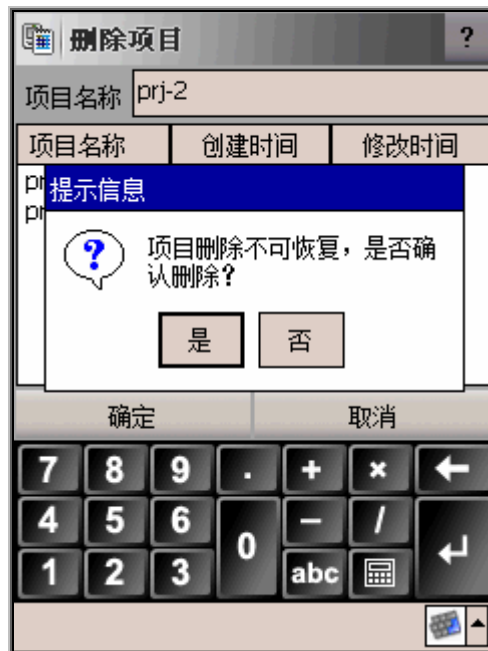 删除项目 ?
项目名称 prj-2
项目名称 创建时间 修改时间
提示信息
?
项目删除不可恢复，是否确
认删除?
是 否
确定 取消
7 8 9 . + × ←
4 5 6 0 - / ↵
1 2 3 abc